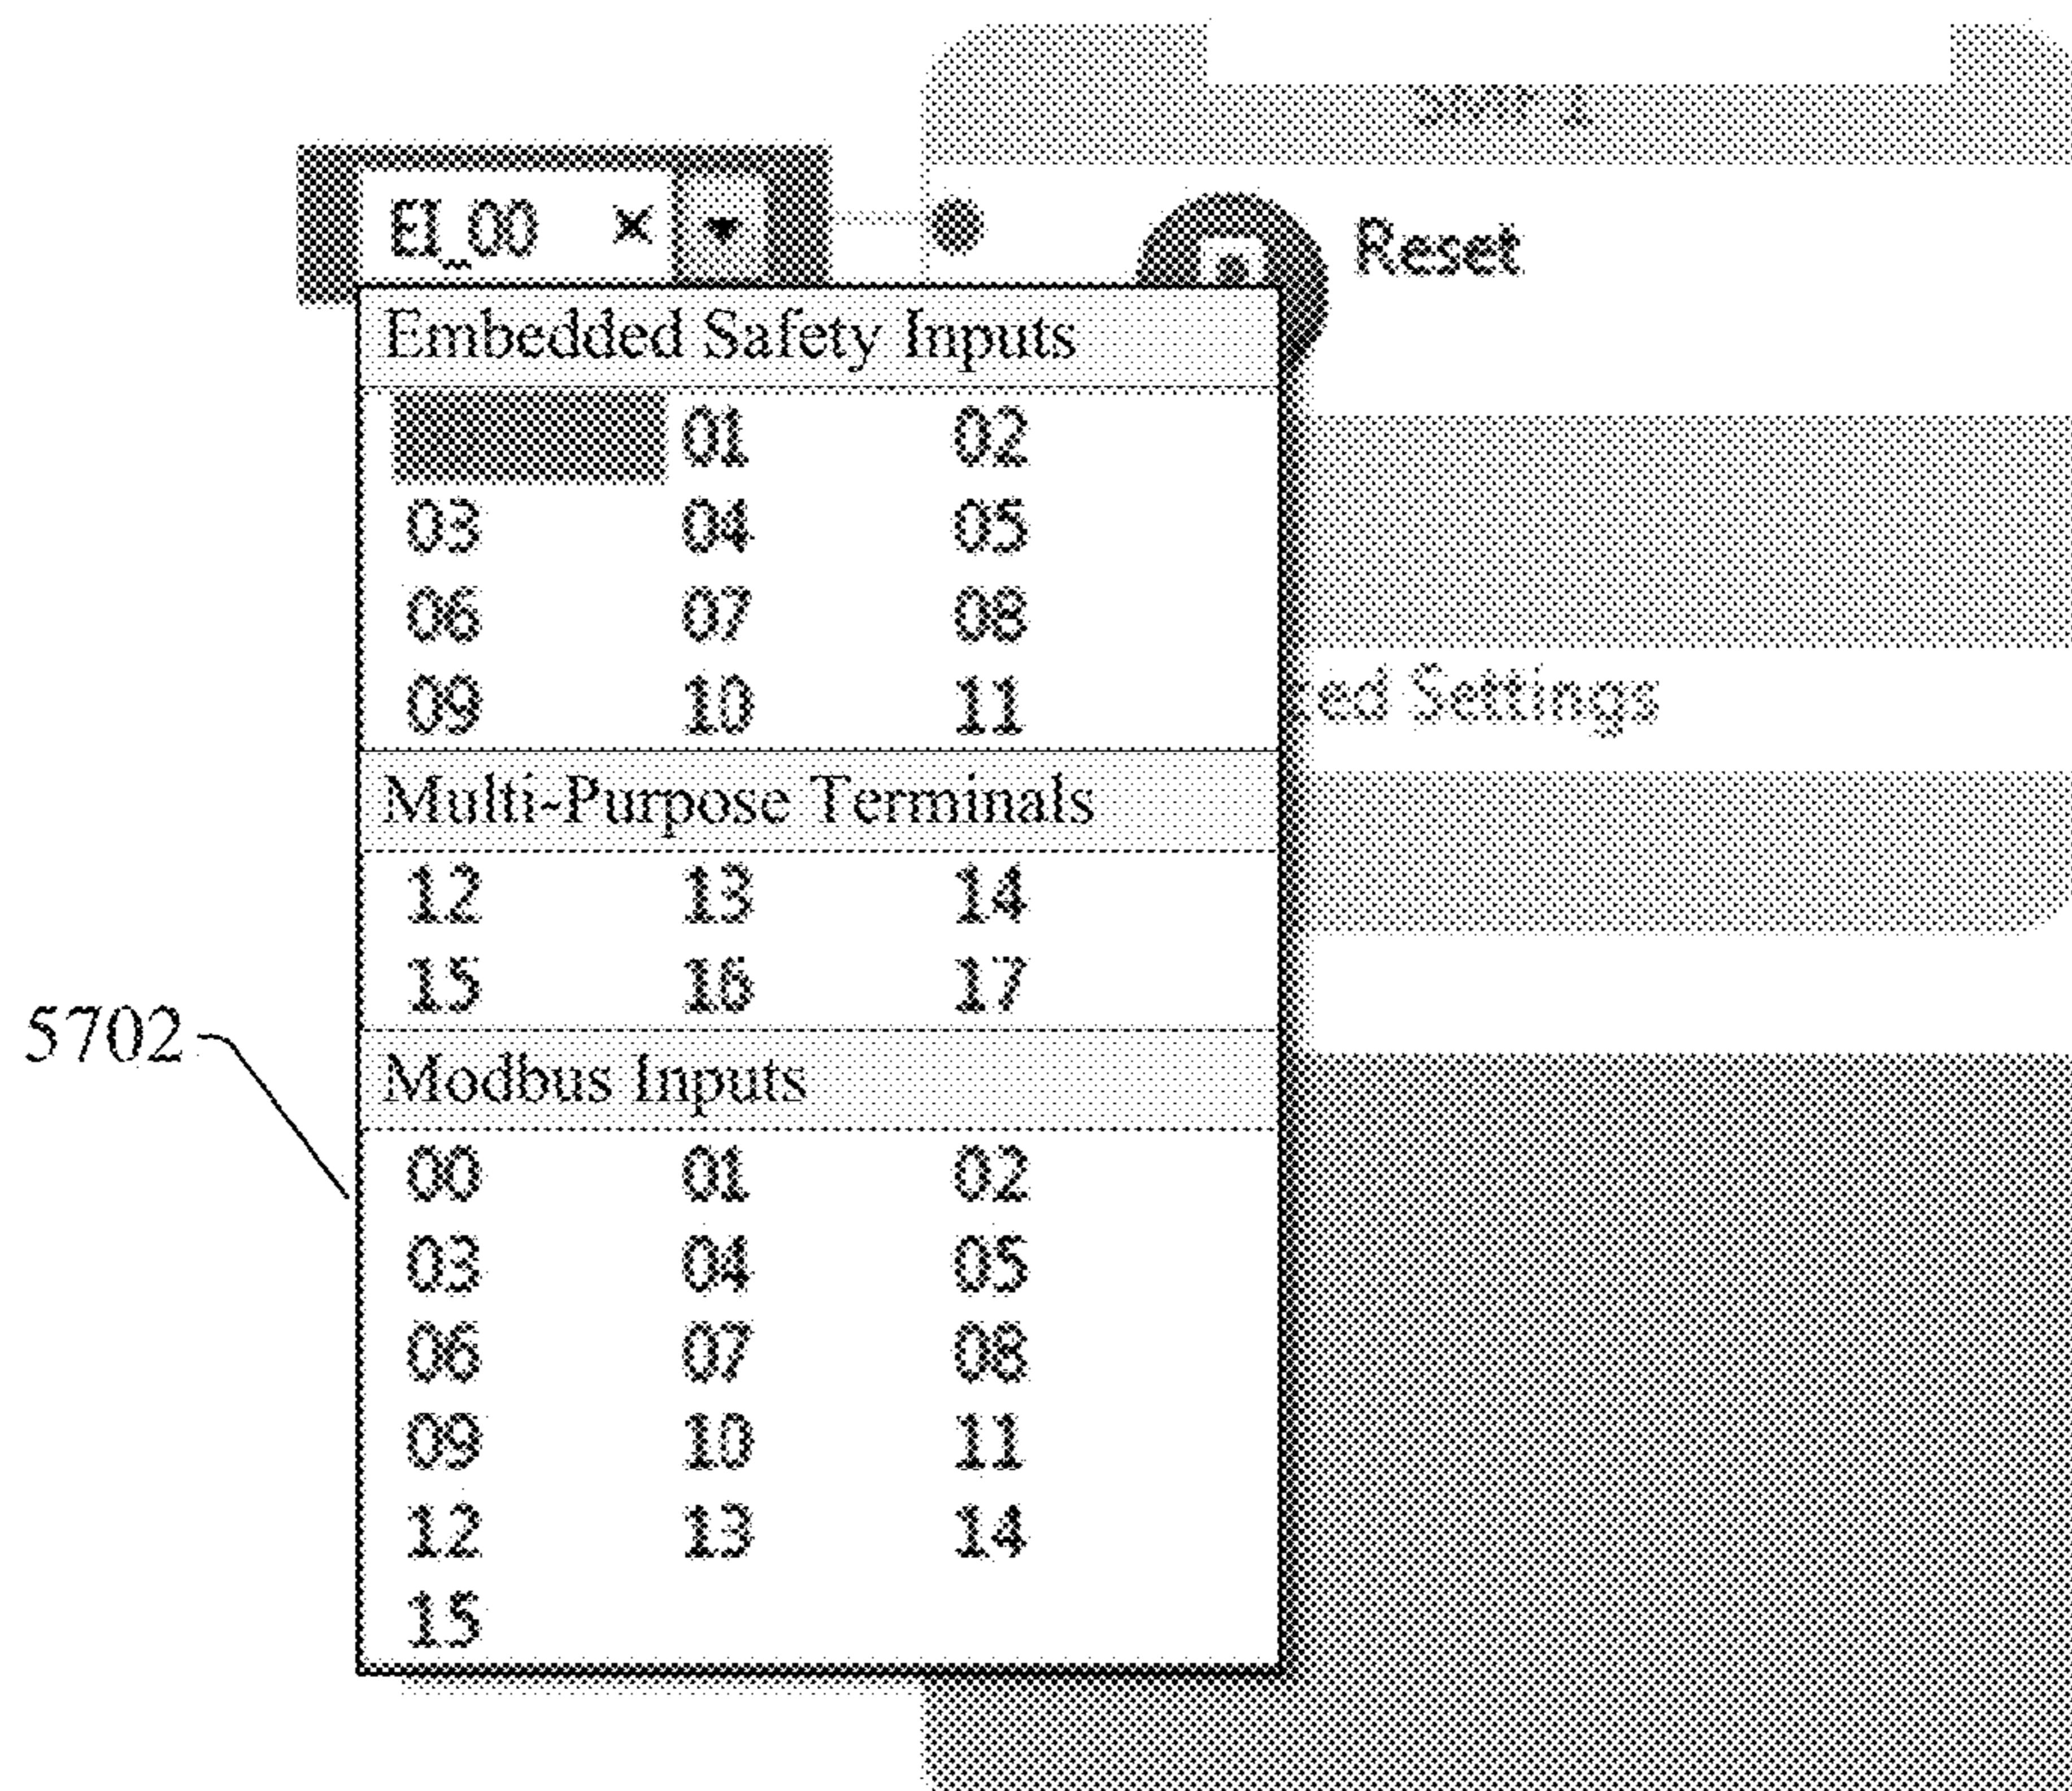 SMF 1
EI_00 × ▼
Reset
Embedded Safety Inputs
01 02
03 04 05
06 07 08
09 10 11
ed Settings
Multi-Purpose Terminals
12 13 14
15 16 17
5702
Modbus Inputs
00 01 02
03 04 05
06 07 08
09 10 11
12 13 14
15